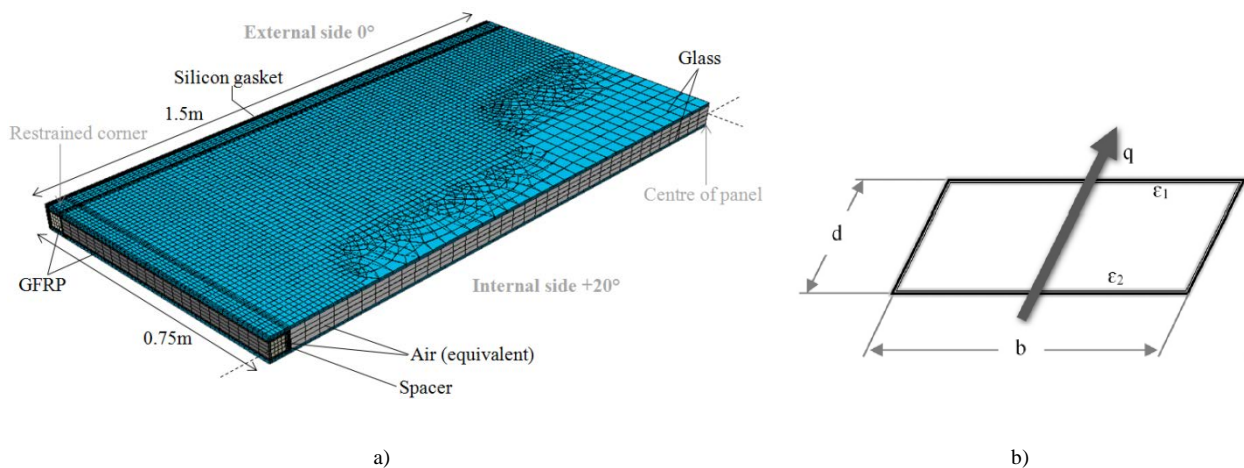 External side 0°
Silicon gasket
Glass
1.5m
Restrained corner
Centre of panel
GFRP
Internal side +20°
0.75m
Air (equivalent)
Spacer
a)
q
ε1
d
ε2
b
b)